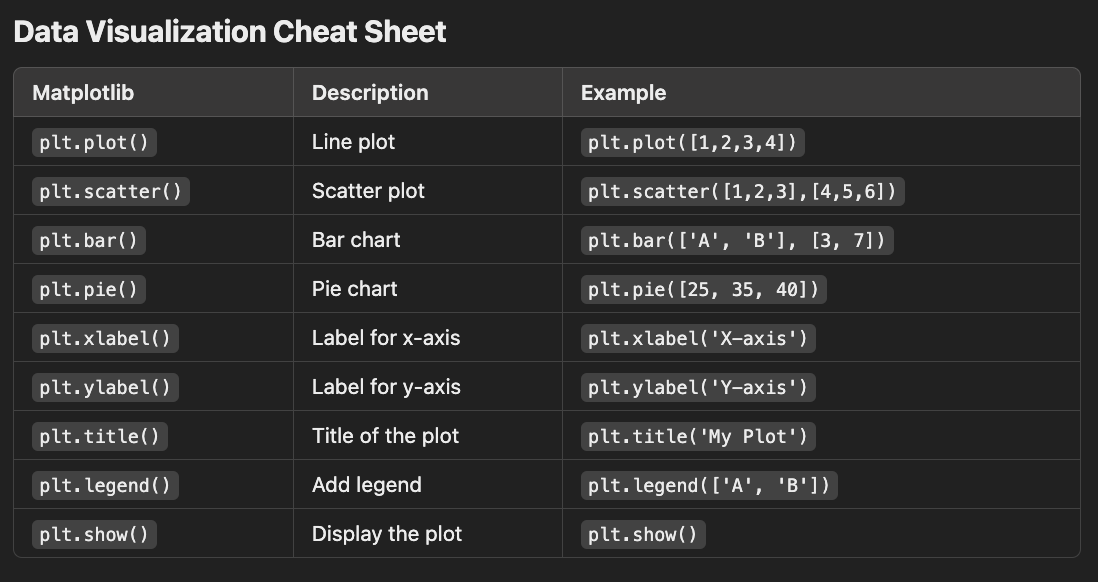 Data Visualization Cheat Sheet
Matplotlib Description Example
plt.plot() Line plot plt.plot([1,2,3,4])
plt.scatter() Scatter plot plt.scatter([1,2,3],[4,5,6])
plt.bar() Bar chart plt.bar(['A', 'B'], [3, 7])
plt.pie() Pie chart plt.pie([25, 35, 40])
plt.xlabel() Label for x-axis plt.xlabel('X-axis')
plt.ylabel() Label for y-axis plt.ylabel('Y-axis')
plt.title() Title of the plot plt.title('My Plot')
plt.legend() Add legend plt.legend(['A', 'B'])
plt.show() Display the plot plt.show()